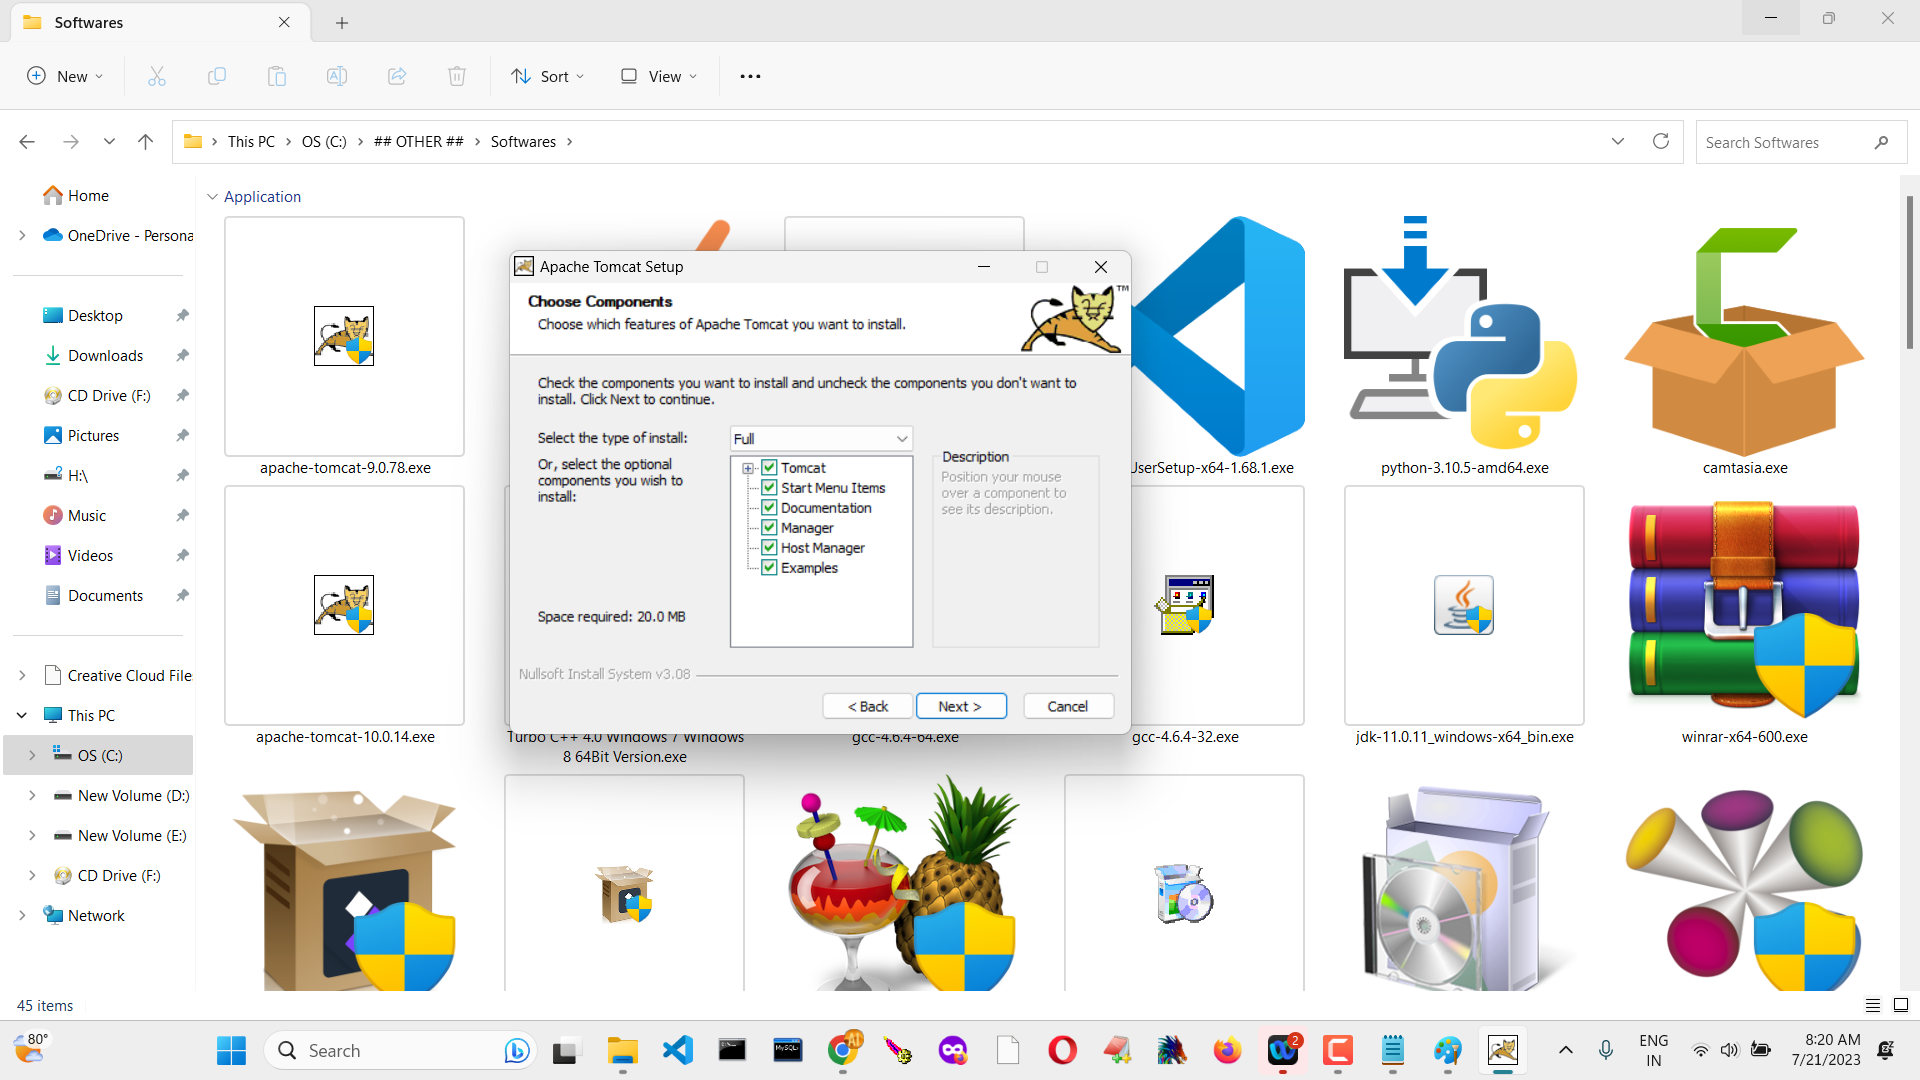 Softwares
New
Sort
View
This PC
OS (C:)
## OTHER ##
Softwares
Search Softwares
Home
OneDrive - Persona
Desktop
Downloads
CD Drive (F:)
Pictures
H:\
Music
Videos
Documents
Creative Cloud File
This PC
OS (C:)
New Volume (D:)
New Volume (E:)
CD Drive (F:)
Network
Application
apache-tomcat-9.0.78.exe
UserSetup-x64-1.68.1.exe
python-3.10.5-amd64.exe
camtasia.exe
apache-tomcat-10.0.14.exe
Turbo C++ 4.0 Windows 7 Windows
8 64Bit Version.exe
gcc-4.6.4-64.exe
gcc-4.6.4-32.exe
jdk-11.0.11_windows-x64_bin.exe
winrar-x64-600.exe
Apache Tomcat Setup
Choose Components
Choose which features of Apache Tomcat you want to install.
TM
Check the components you want to install and uncheck the components you don't want to
install. Click Next to continue.
Select the type of install:
Full
Or, select the optional
components you wish to
install:
Tomcat
Start Menu Items
Documentation
Manager
Host Manager
Examples
Description
Position your mouse
over a component to
see its description.
Space required: 20.0 MB
Nullsoft Install System v3.08
< Back
Next >
Cancel
45 items
80°
Search
MySQL
AI
2
ENG
IN
8:20 AM
7/21/2023